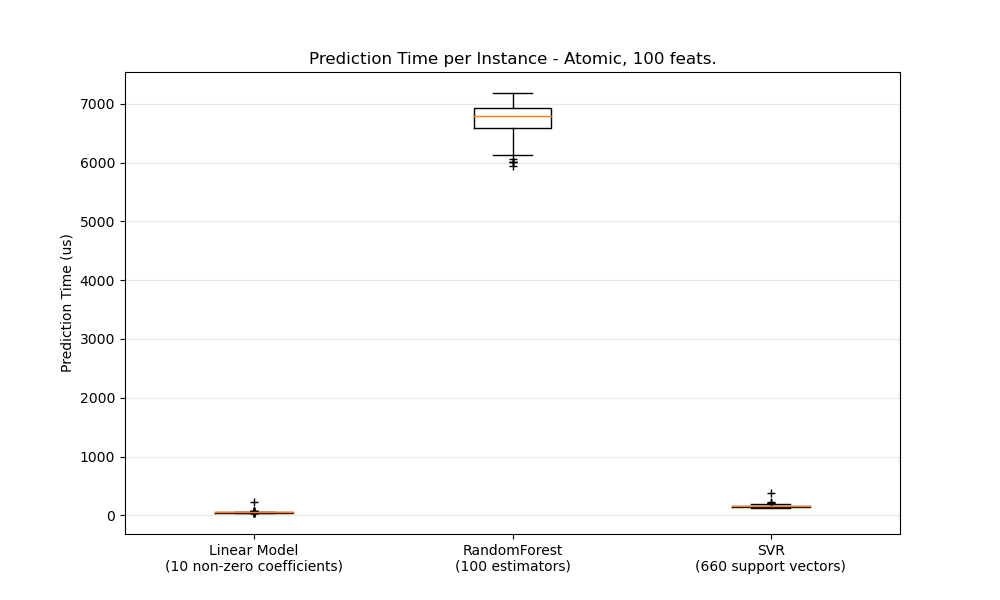 Prediction Time per Instance - Atomic, 100 feats.
Prediction Time (us)
7000
6000
5000
4000
3000
2000
1000
0
Linear Model
(10 non-zero coefficients)
RandomForest
(100 estimators)
SVR
(660 support vectors)